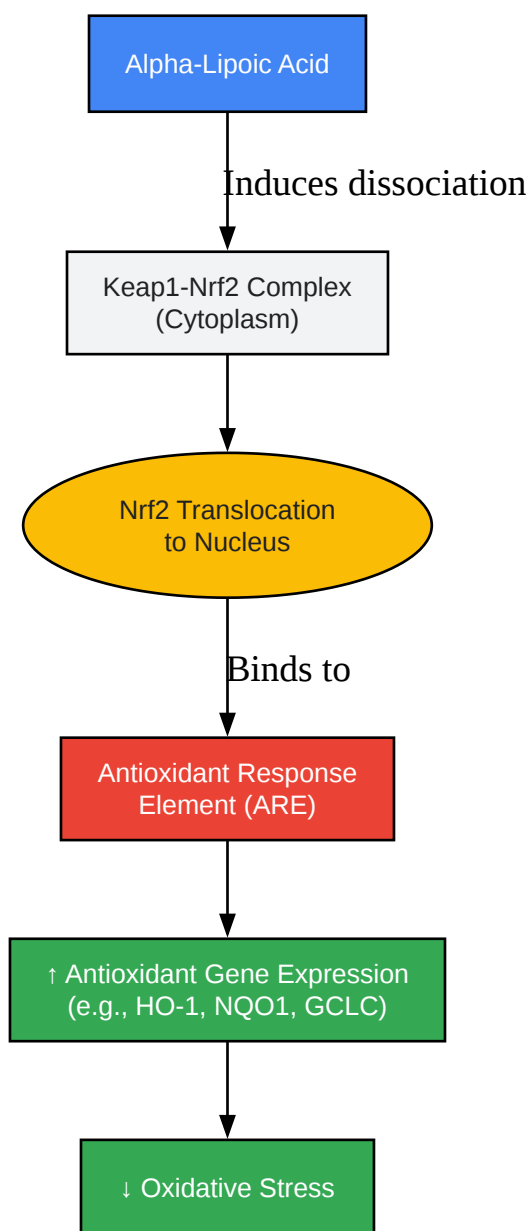 Alpha-Lipoic Acid
Induces dissociation
Keap1-Nrf2 Complex
(Cytoplasm)
Nrf2 Translocation
to Nucleus
Binds to
Antioxidant Response
Element (ARE)
↑ Antioxidant Gene Expression
(e.g., HO-1, NQO1, GCLC)
↓ Oxidative Stress